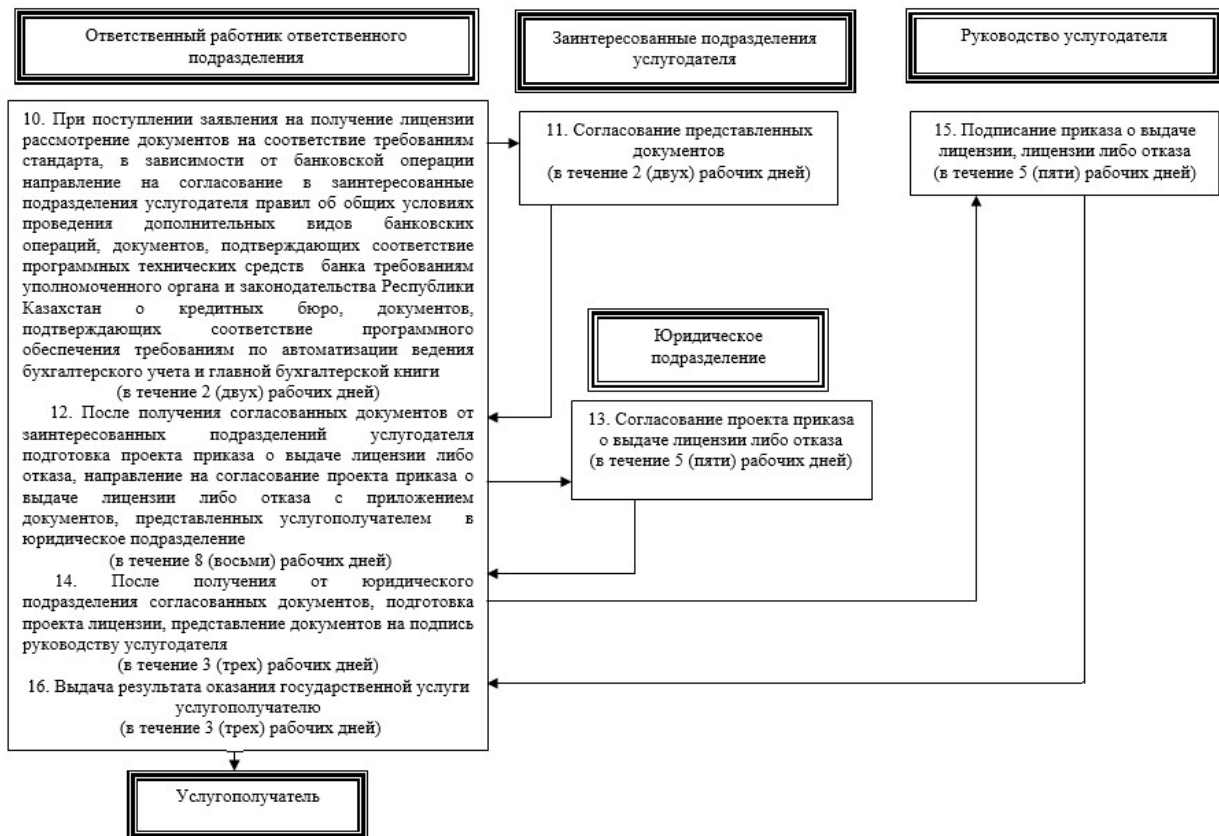 Ответственный работник ответственного
подразделения
Заинтересованные подразделения
услугодателя
Руководство услугодателя
10. При поступлении заявления на получение лицензии
рассмотрение документов на соответствие требованиям
стандарта, в зависимости от банковской операции
направление на согласование в заинтересованные
подразделения услугодателя правил об общих условиях
проведения дополнительных видов банковских
операций, документов, подтверждающих соответствие
программных технических средств банка требованиям
уполномоченного органа и законодательства Республики
Казахстан о кредитных бюро, документов,
подтверждающих соответствие программного
обеспечения требованиям по автоматизации ведения
бухгалтерского учета и главной бухгалтерской книги
(в течение 2 (двух) рабочих дней)
12. После получения согласованных документов от
заинтересованных подразделений услугодателя
подготовка проекта приказа о выдаче лицензии либо
отказа, направление на согласование проекта приказа о
выдаче лицензии либо отказа с приложением
документов, представленных услугополучателем в
юридическое подразделение
(в течение 8 (восьми) рабочих дней)
14. После получения от юридического
подразделения согласованных документов, подготовка
проекта лицензии, представление документов на подпись
руководству услугодателя
(в течение 3 (трех) рабочих дней)
16. Выдача результата оказания государственной услуги
услугополучателю
(в течение 3 (трех) рабочих дней)
11. Согласование представленных
документов
(в течение 2 (двух) рабочих дней)
Юридическое
подразделение
13. Согласование проекта приказа
о выдаче лицензии либо отказа
(в течение 5 (пяти) рабочих дней)
15. Подписание приказа о выдаче
лицензии, лицензии либо отказа
(в течение 5 (пяти) рабочих дней)
Услугополучатель